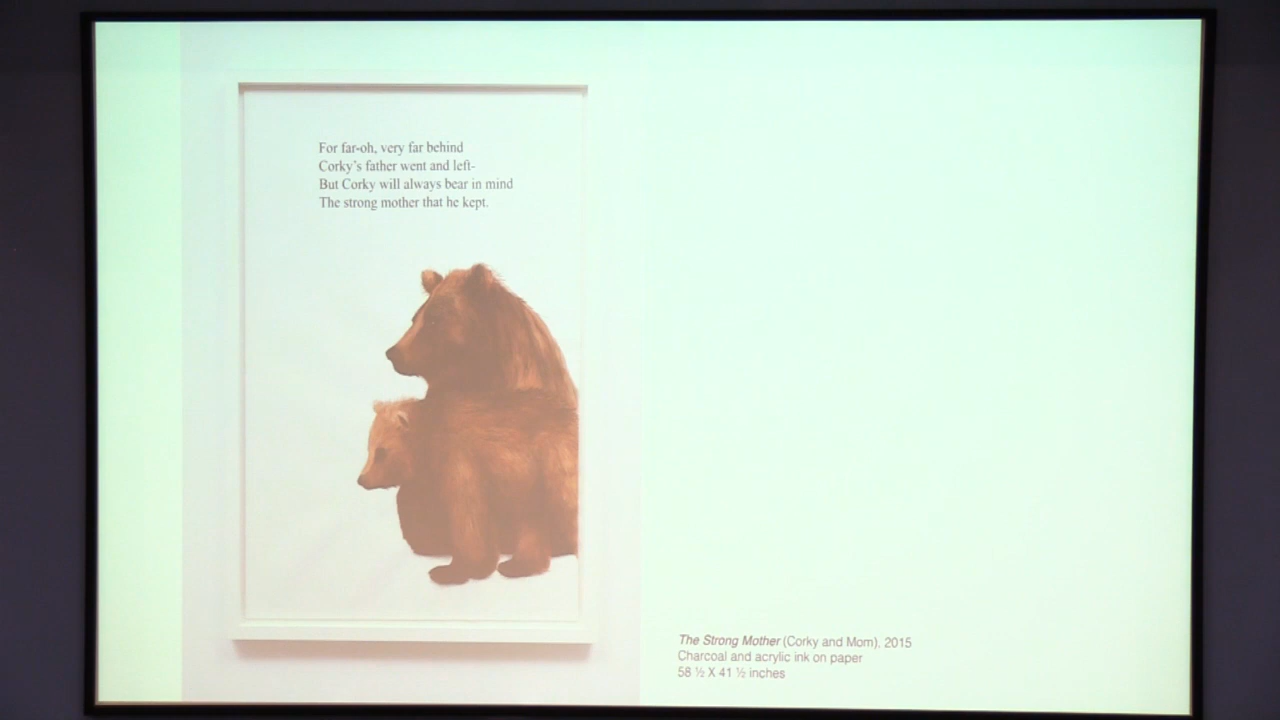 For far-oh, very far behind
Corky's father went and left-
But Corky will always bear in mind
The strong mother that he kept.
The Strong Mother (Corky and Mom), 2015
Charcoal and acrylic ink on paper
58 ½ X 41 ½ inches